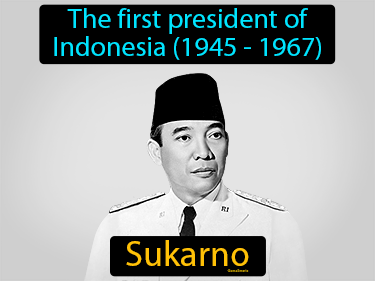 The first president of
Indonesia (1945 - 1967)
Sukarno